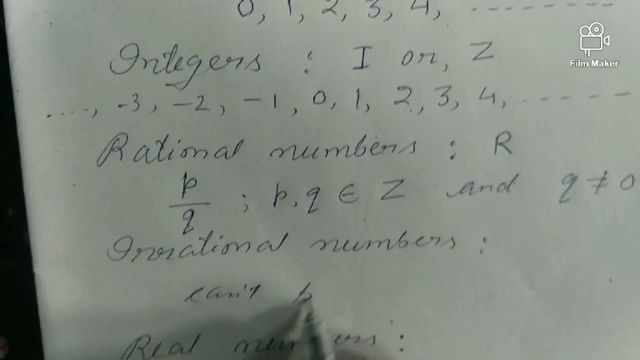 0, 1, 2, 3, 4, --------
Film Maker
Integers : I or, Z
...., -3, -2, -1, 0, 1, 2, 3, 4, -----
Rational numbers : R
p/q ; p, q ∈ Z and q ≠ 0
Irrational numbers :
can't
Real numbers :